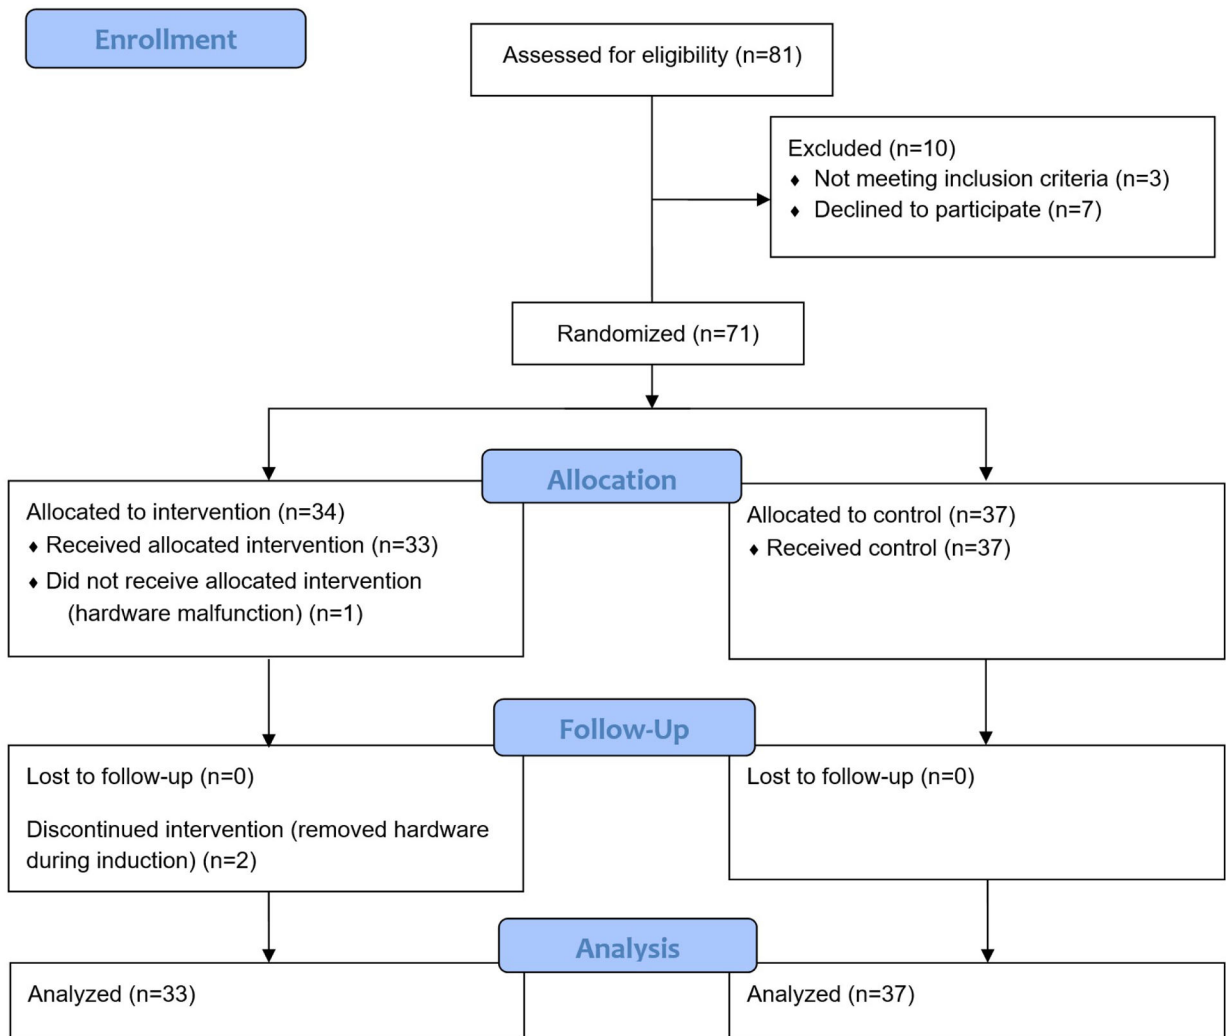 Enrollment
Assessed for eligibility (n=81)
Excluded (n=10)
♦ Not meeting inclusion criteria (n=3)
♦ Declined to participate (n=7)
Randomized (n=71)
Allocation
Allocated to intervention (n=34)
♦ Received allocated intervention (n=33)
♦ Did not receive allocated intervention
(hardware malfunction) (n=1)
Allocated to control (n=37)
♦ Received control (n=37)
Follow-Up
Lost to follow-up (n=0)
Discontinued intervention (removed hardware
during induction) (n=2)
Lost to follow-up (n=0)
Analysis
Analyzed (n=33)
Analyzed (n=37)